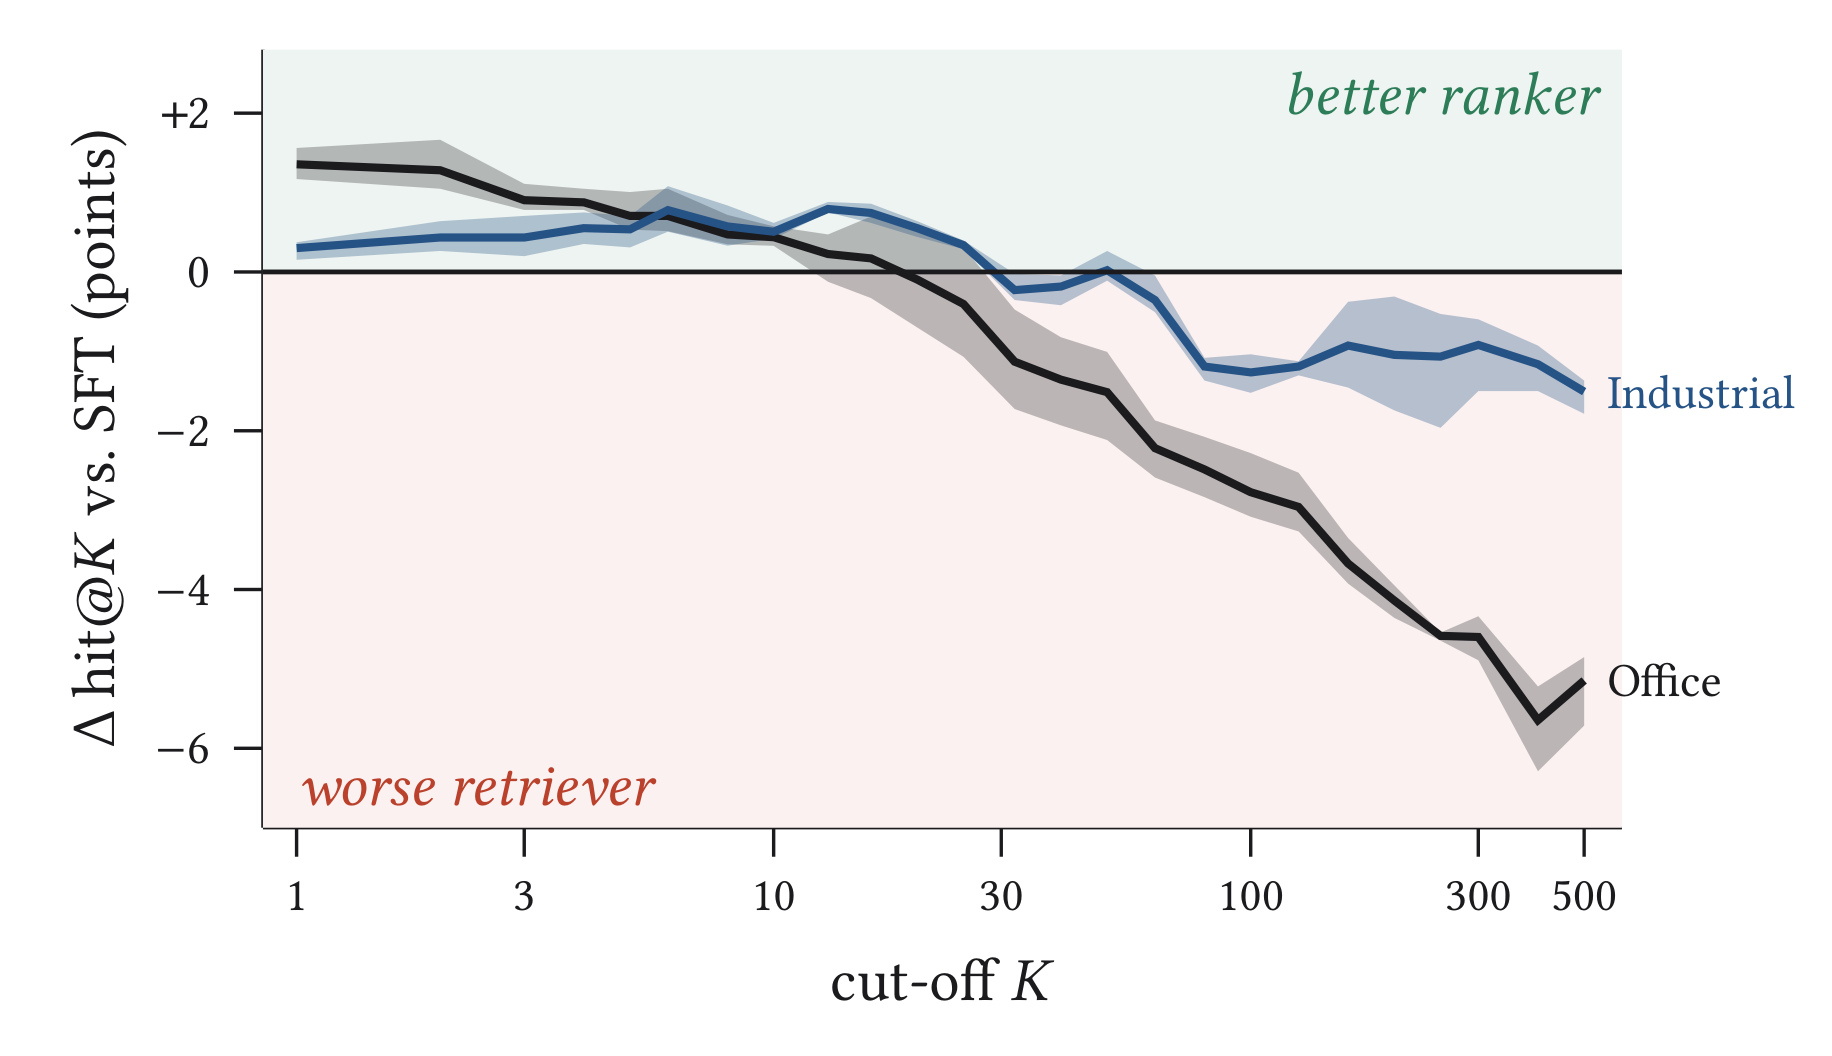 better ranker
+2
0
−2
−4
−6
Δ hit@K vs. SFT (points)
Industrial
Office
worse retriever
1 3 10 30 100 300 500
cut-off K